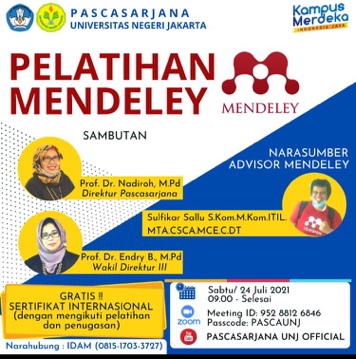 PASCASARJANA
UNIVERSITAS NEGERI JAKARTA
Kampus
Merdeka
INDONESIA JAYA
PELATIHAN
MENDELEY
MENDELEY
SAMBUTAN
Prof. Dr. Nadiroh, M.Pd
Direktur Pascasarjana
NARASUMBER
ADVISOR MENDELEY
Sulfikar Sallu S.Kom.M.Kom.ITIL.
MTA.CSCA.MCE.C.DT
Prof. Dr. Endry B., M.Pd
Wakil Direktur III
GRATIS !!
SERTIFIKAT INTERNASIONAL
(dengan mengikuti pelatihan
dan penugasan)
Narahubung : IDAM (0815-1703-3727)
Sabtu/ 24 Juli 2021
09.00 - Selesai
zoom
Meeting ID: 952 8812 6846
Passcode: PASCAUNJ
YouTube
PASCASARJANA UNJ OFFICIAL